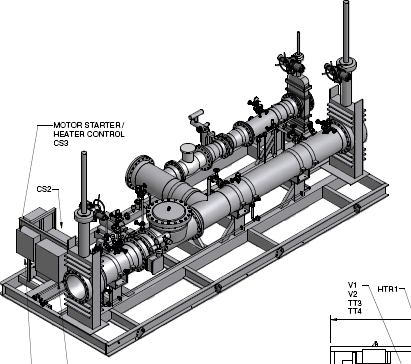 MOTOR STARTER/
HEATER CONTROL
CS3
CS2
V1
V2
TT3
TT4
HTR1